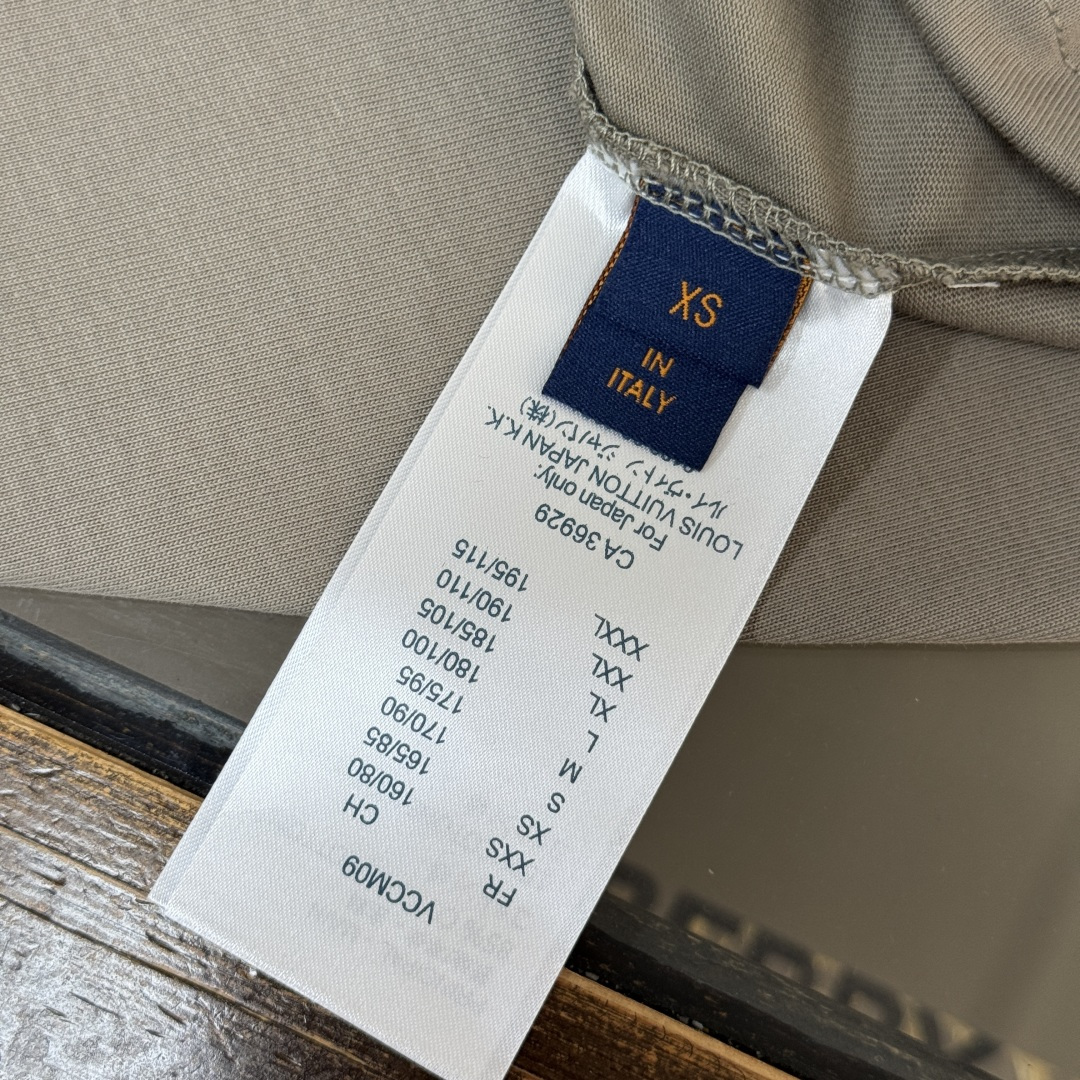 XS
IN
ITALY
VCCM09
FR CH
XXS 160/80
XS 165/85
S 170/90
M 175/95
L 180/100
XL 185/105
XXL 190/110
XXXL 195/115
CA 36929
For Japan only:
LOUIS VUITTON JAPAN K.K.
ルイ・ヴィトン ジャパン(株)